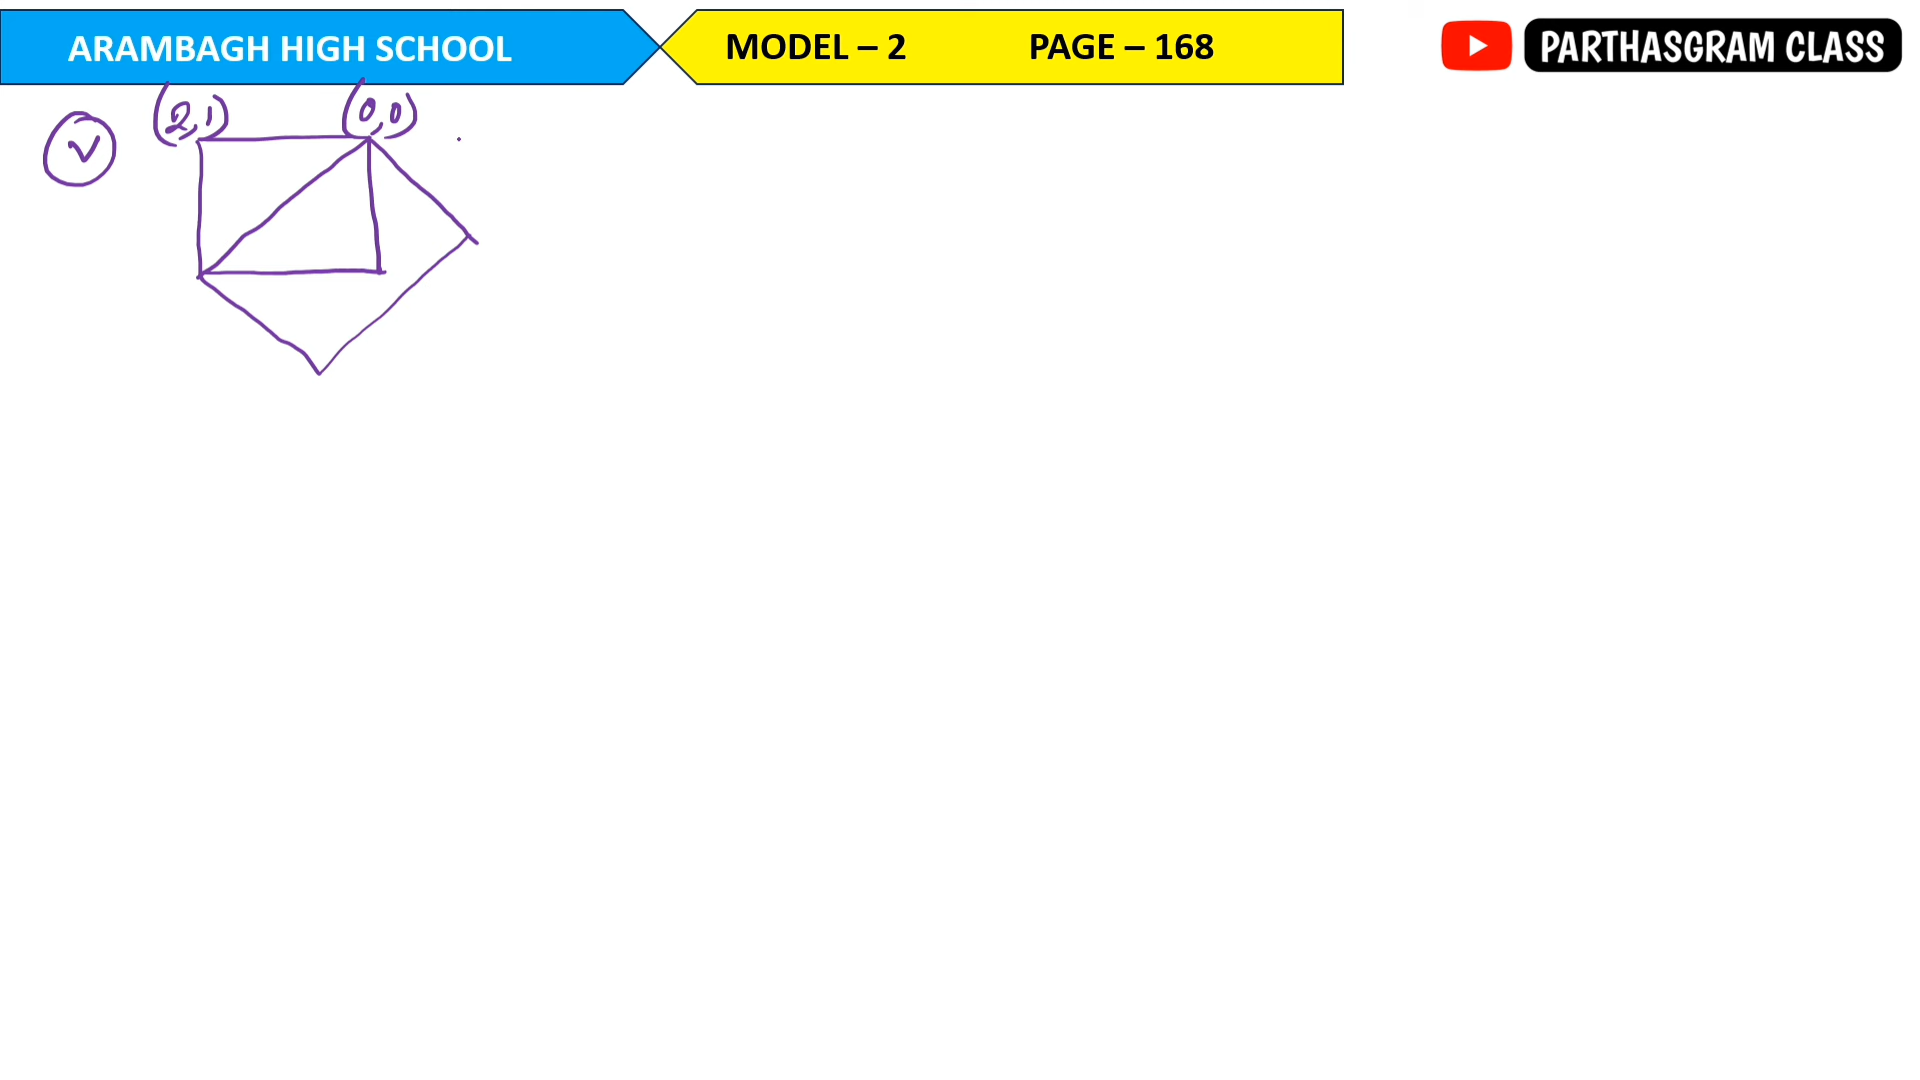 ARAMBAGH HIGH SCHOOL
MODEL – 2 PAGE – 168
PARTHASGRAM CLASS
(2,1) (0,0)
V